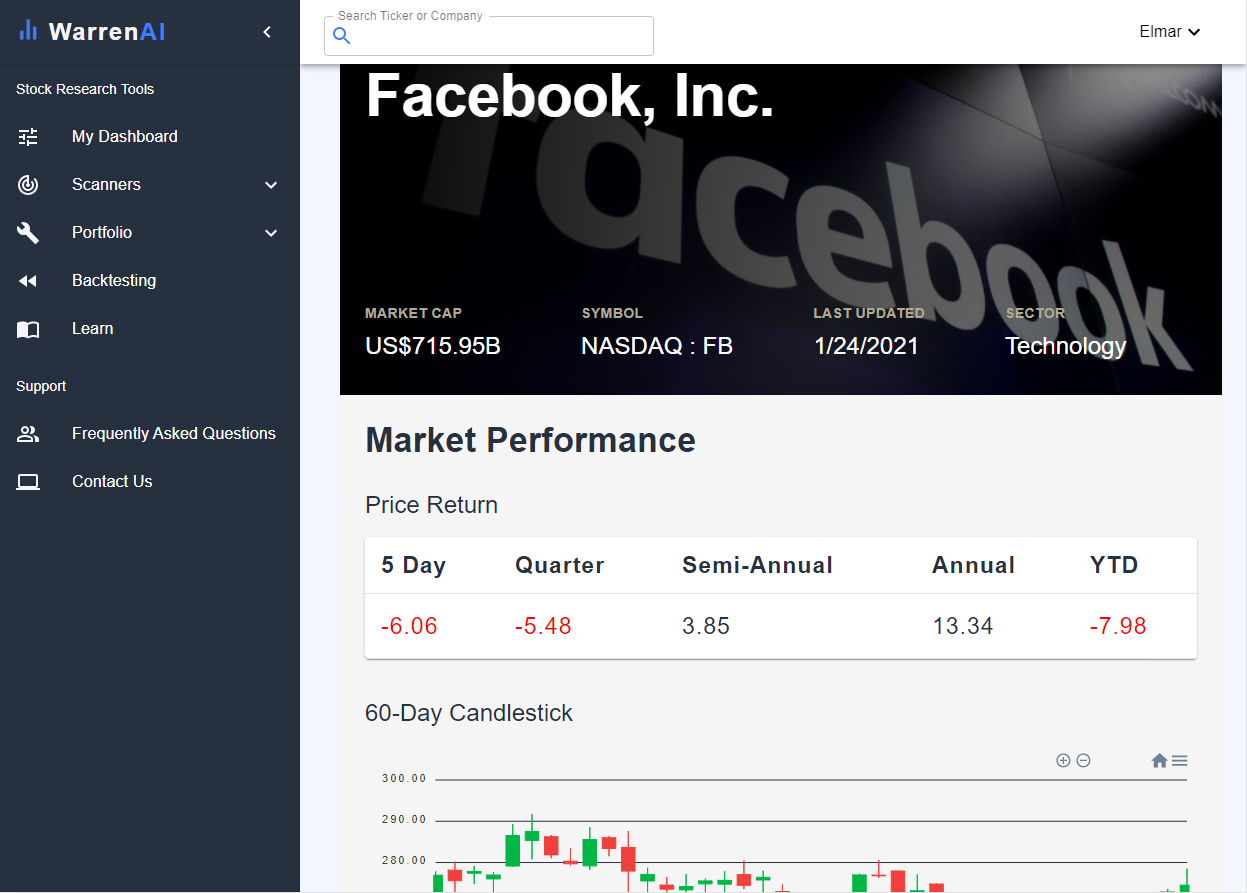 WarrenAI
Stock Research Tools
My Dashboard
Scanners
Portfolio
Backtesting
Learn
Support
Frequently Asked Questions
Contact Us
Search Ticker or Company
Elmar
Facebook, Inc.
facebook
MARKET CAP
SYMBOL
LAST UPDATED
SECTOR
US$715.95B
NASDAQ : FB
1/24/2021
Technology
Market Performance
Price Return
5 Day
Quarter
Semi-Annual
Annual
YTD
-6.06
-5.48
3.85
13.34
-7.98
60-Day Candlestick
300.00
290.00
280.00